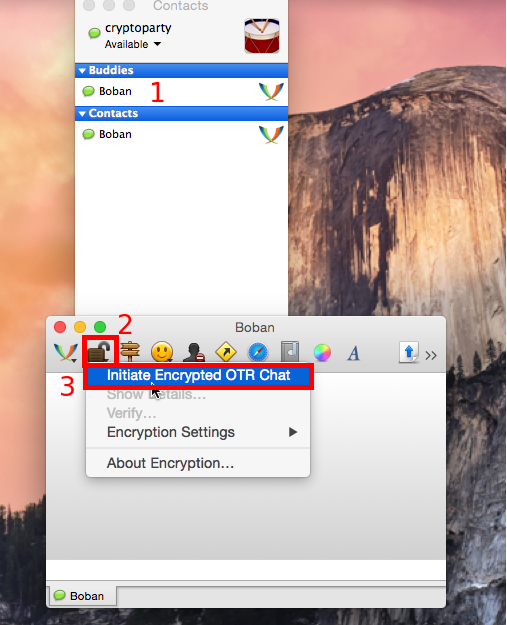 Contacts
cryptoparty
Available
Buddies
Boban 1
Contacts
Boban
2
Boban
3
Initiate Encrypted OTR Chat
Show Details...
Verify...
Encryption Settings
About Encryption...
Boban